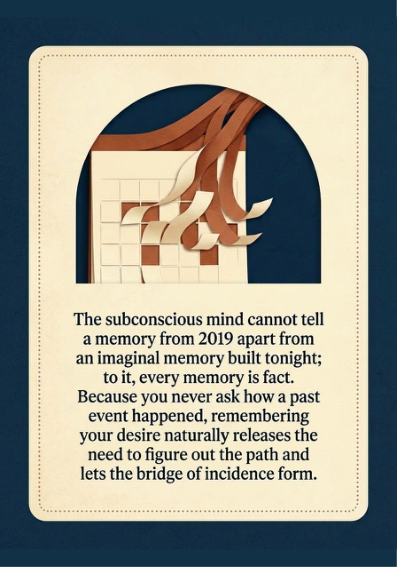 The subconscious mind cannot tell
a memory from 2019 apart from
an imaginal memory built tonight;
to it, every memory is fact.
Because you never ask how a past
event happened, remembering
your desire naturally releases the
need to figure out the path and
lets the bridge of incidence form.